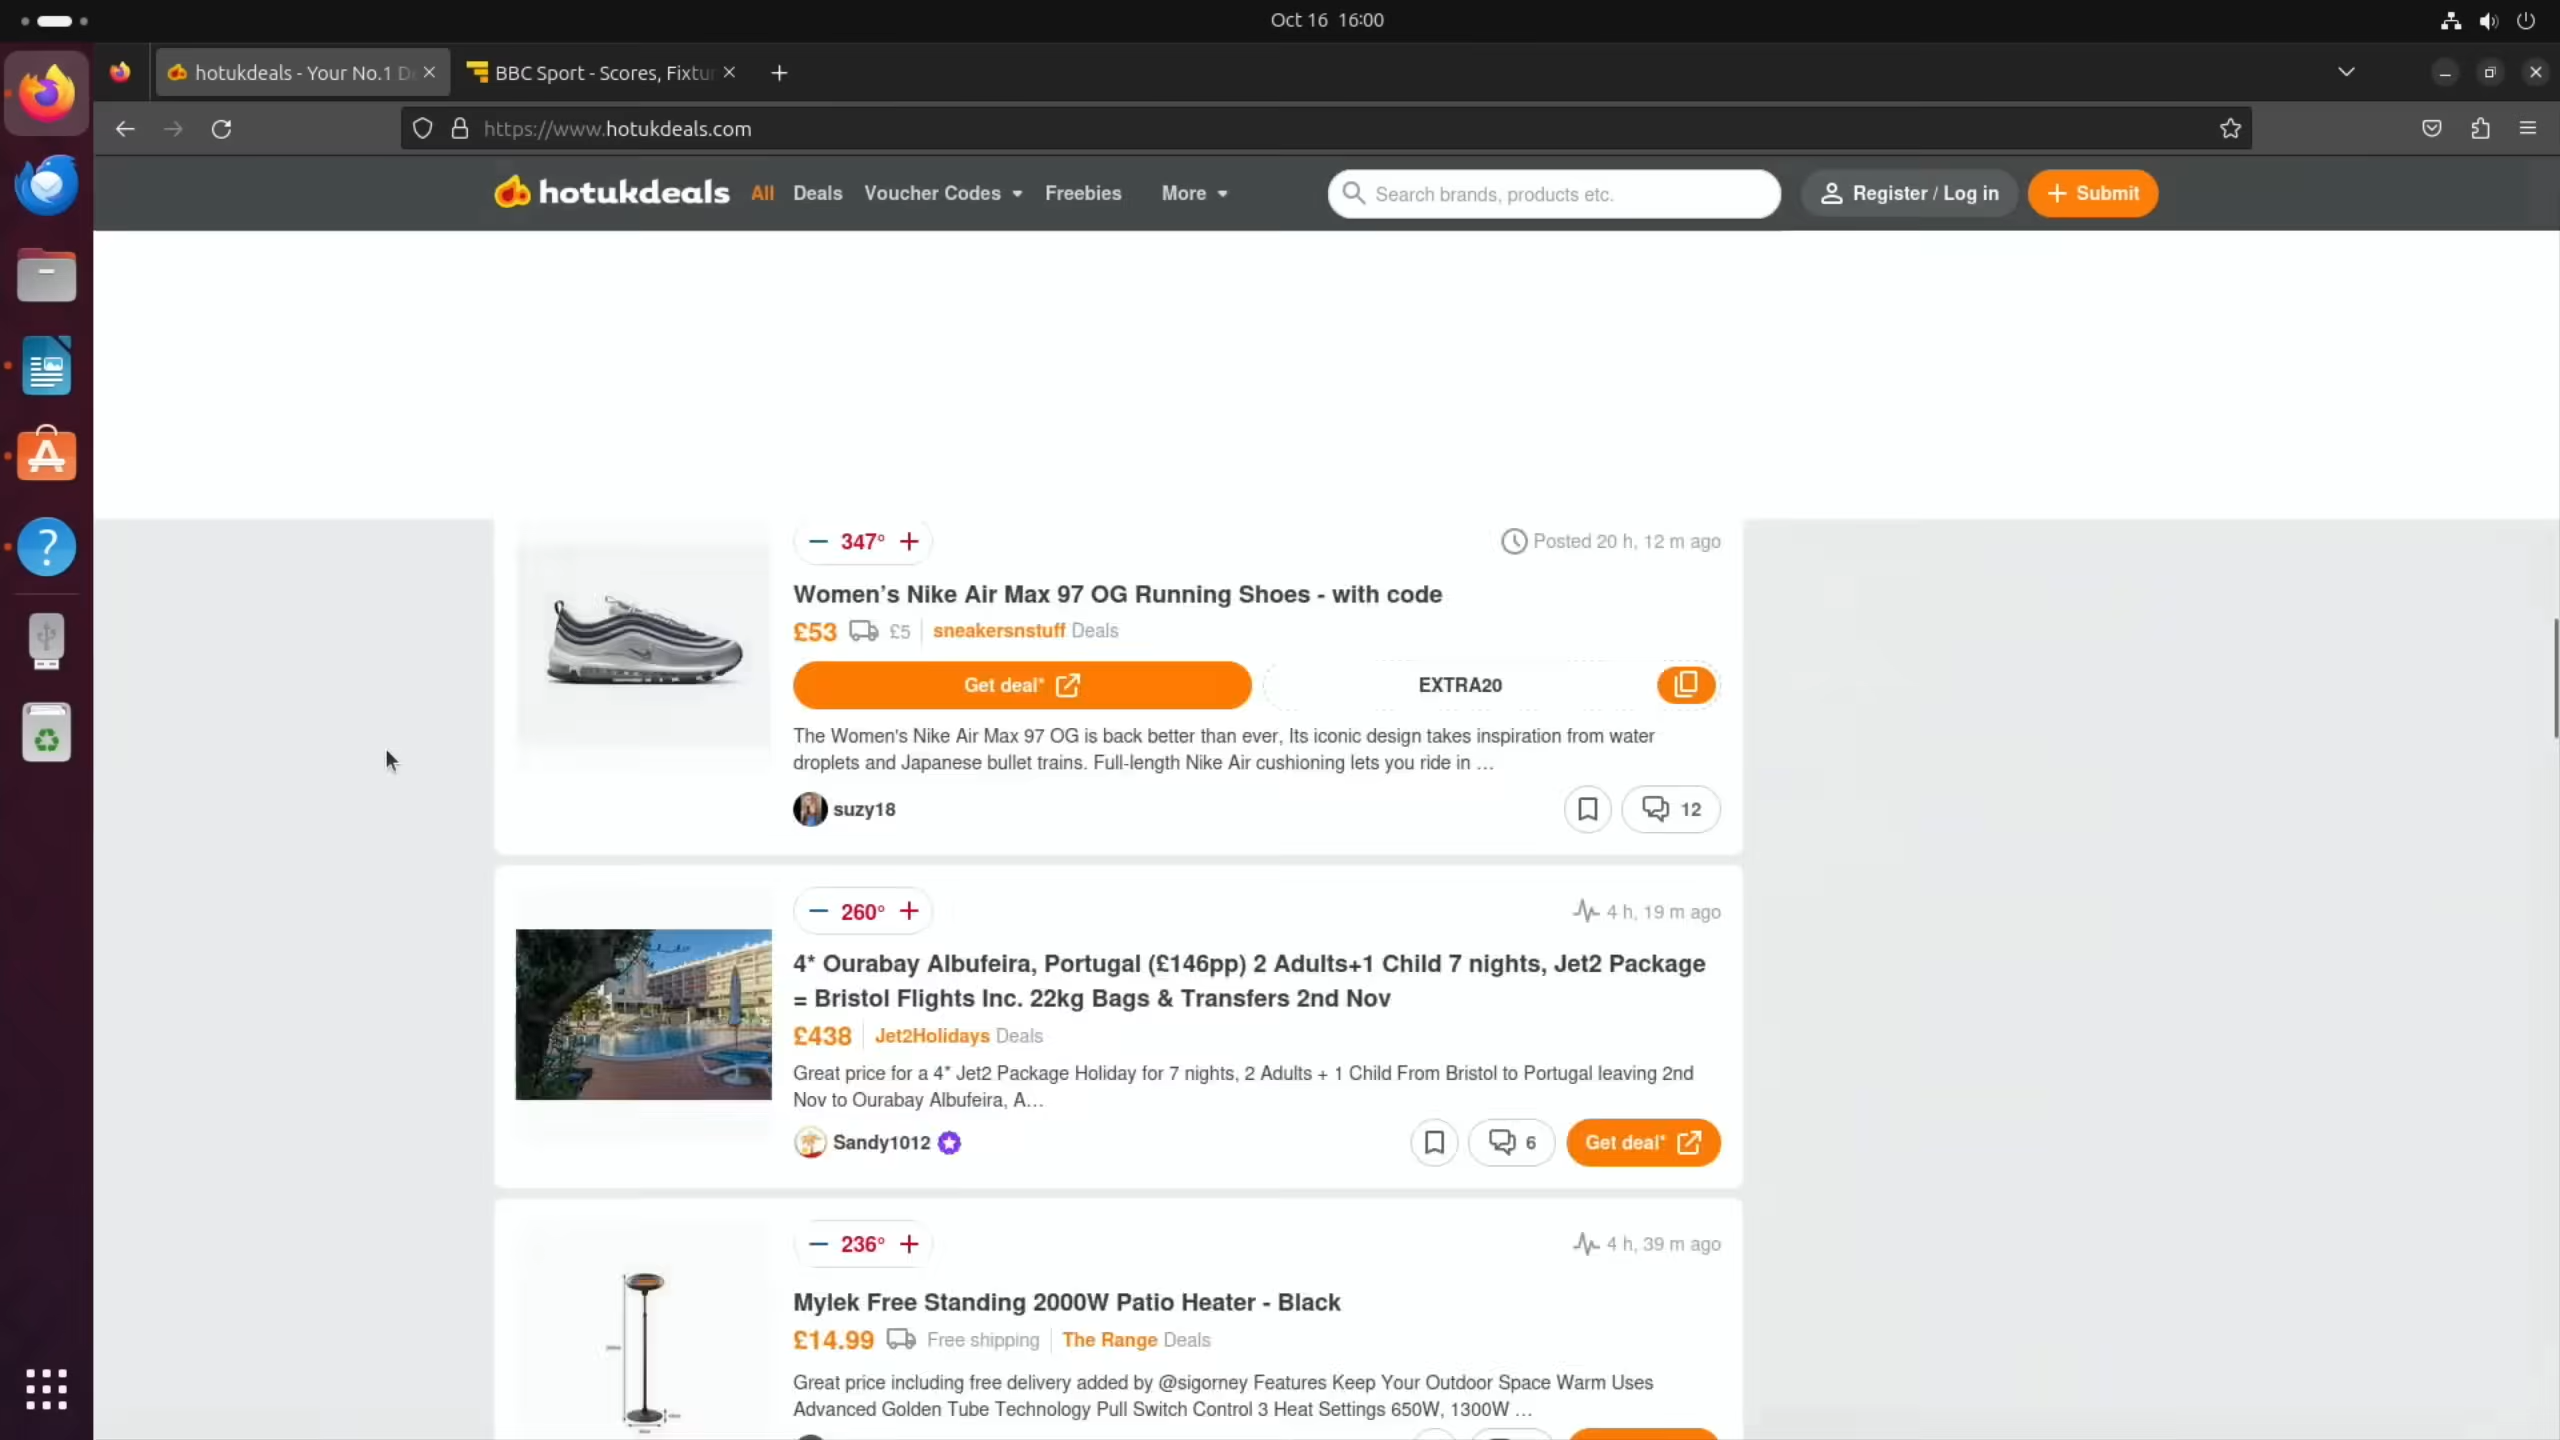 Oct 16 16:00
hotukdeals - Your No.1 D
BBC Sport - Scores, Fixtur
https://www.hotukdeals.com
hotukdeals All Deals Voucher Codes Freebies More Search brands, products etc. Register / Log in Submit
347° Posted 20 h, 12 m ago
Women’s Nike Air Max 97 OG Running Shoes - with code
£53 £5 sneakersnstuff Deals
Get deal* EXTRA20
The Women's Nike Air Max 97 OG is back better than ever, Its iconic design takes inspiration from water
droplets and Japanese bullet trains. Full-length Nike Air cushioning lets you ride in …
suzy18 12
260° 4 h, 19 m ago
4* Ourabay Albufeira, Portugal (£146pp) 2 Adults+1 Child 7 nights, Jet2 Package
= Bristol Flights Inc. 22kg Bags & Transfers 2nd Nov
£438 Jet2Holidays Deals
Great price for a 4* Jet2 Package Holiday for 7 nights, 2 Adults + 1 Child From Bristol to Portugal leaving 2nd
Nov to Ourabay Albufeira, A…
Sandy1012 6 Get deal*
236° 4 h, 39 m ago
Mylek Free Standing 2000W Patio Heater - Black
£14.99 Free shipping The Range Deals
Great price including free delivery added by @sigorney Features Keep Your Outdoor Space Warm Uses
Advanced Golden Tube Technology Pull Switch Control 3 Heat Settings 650W, 1300W …